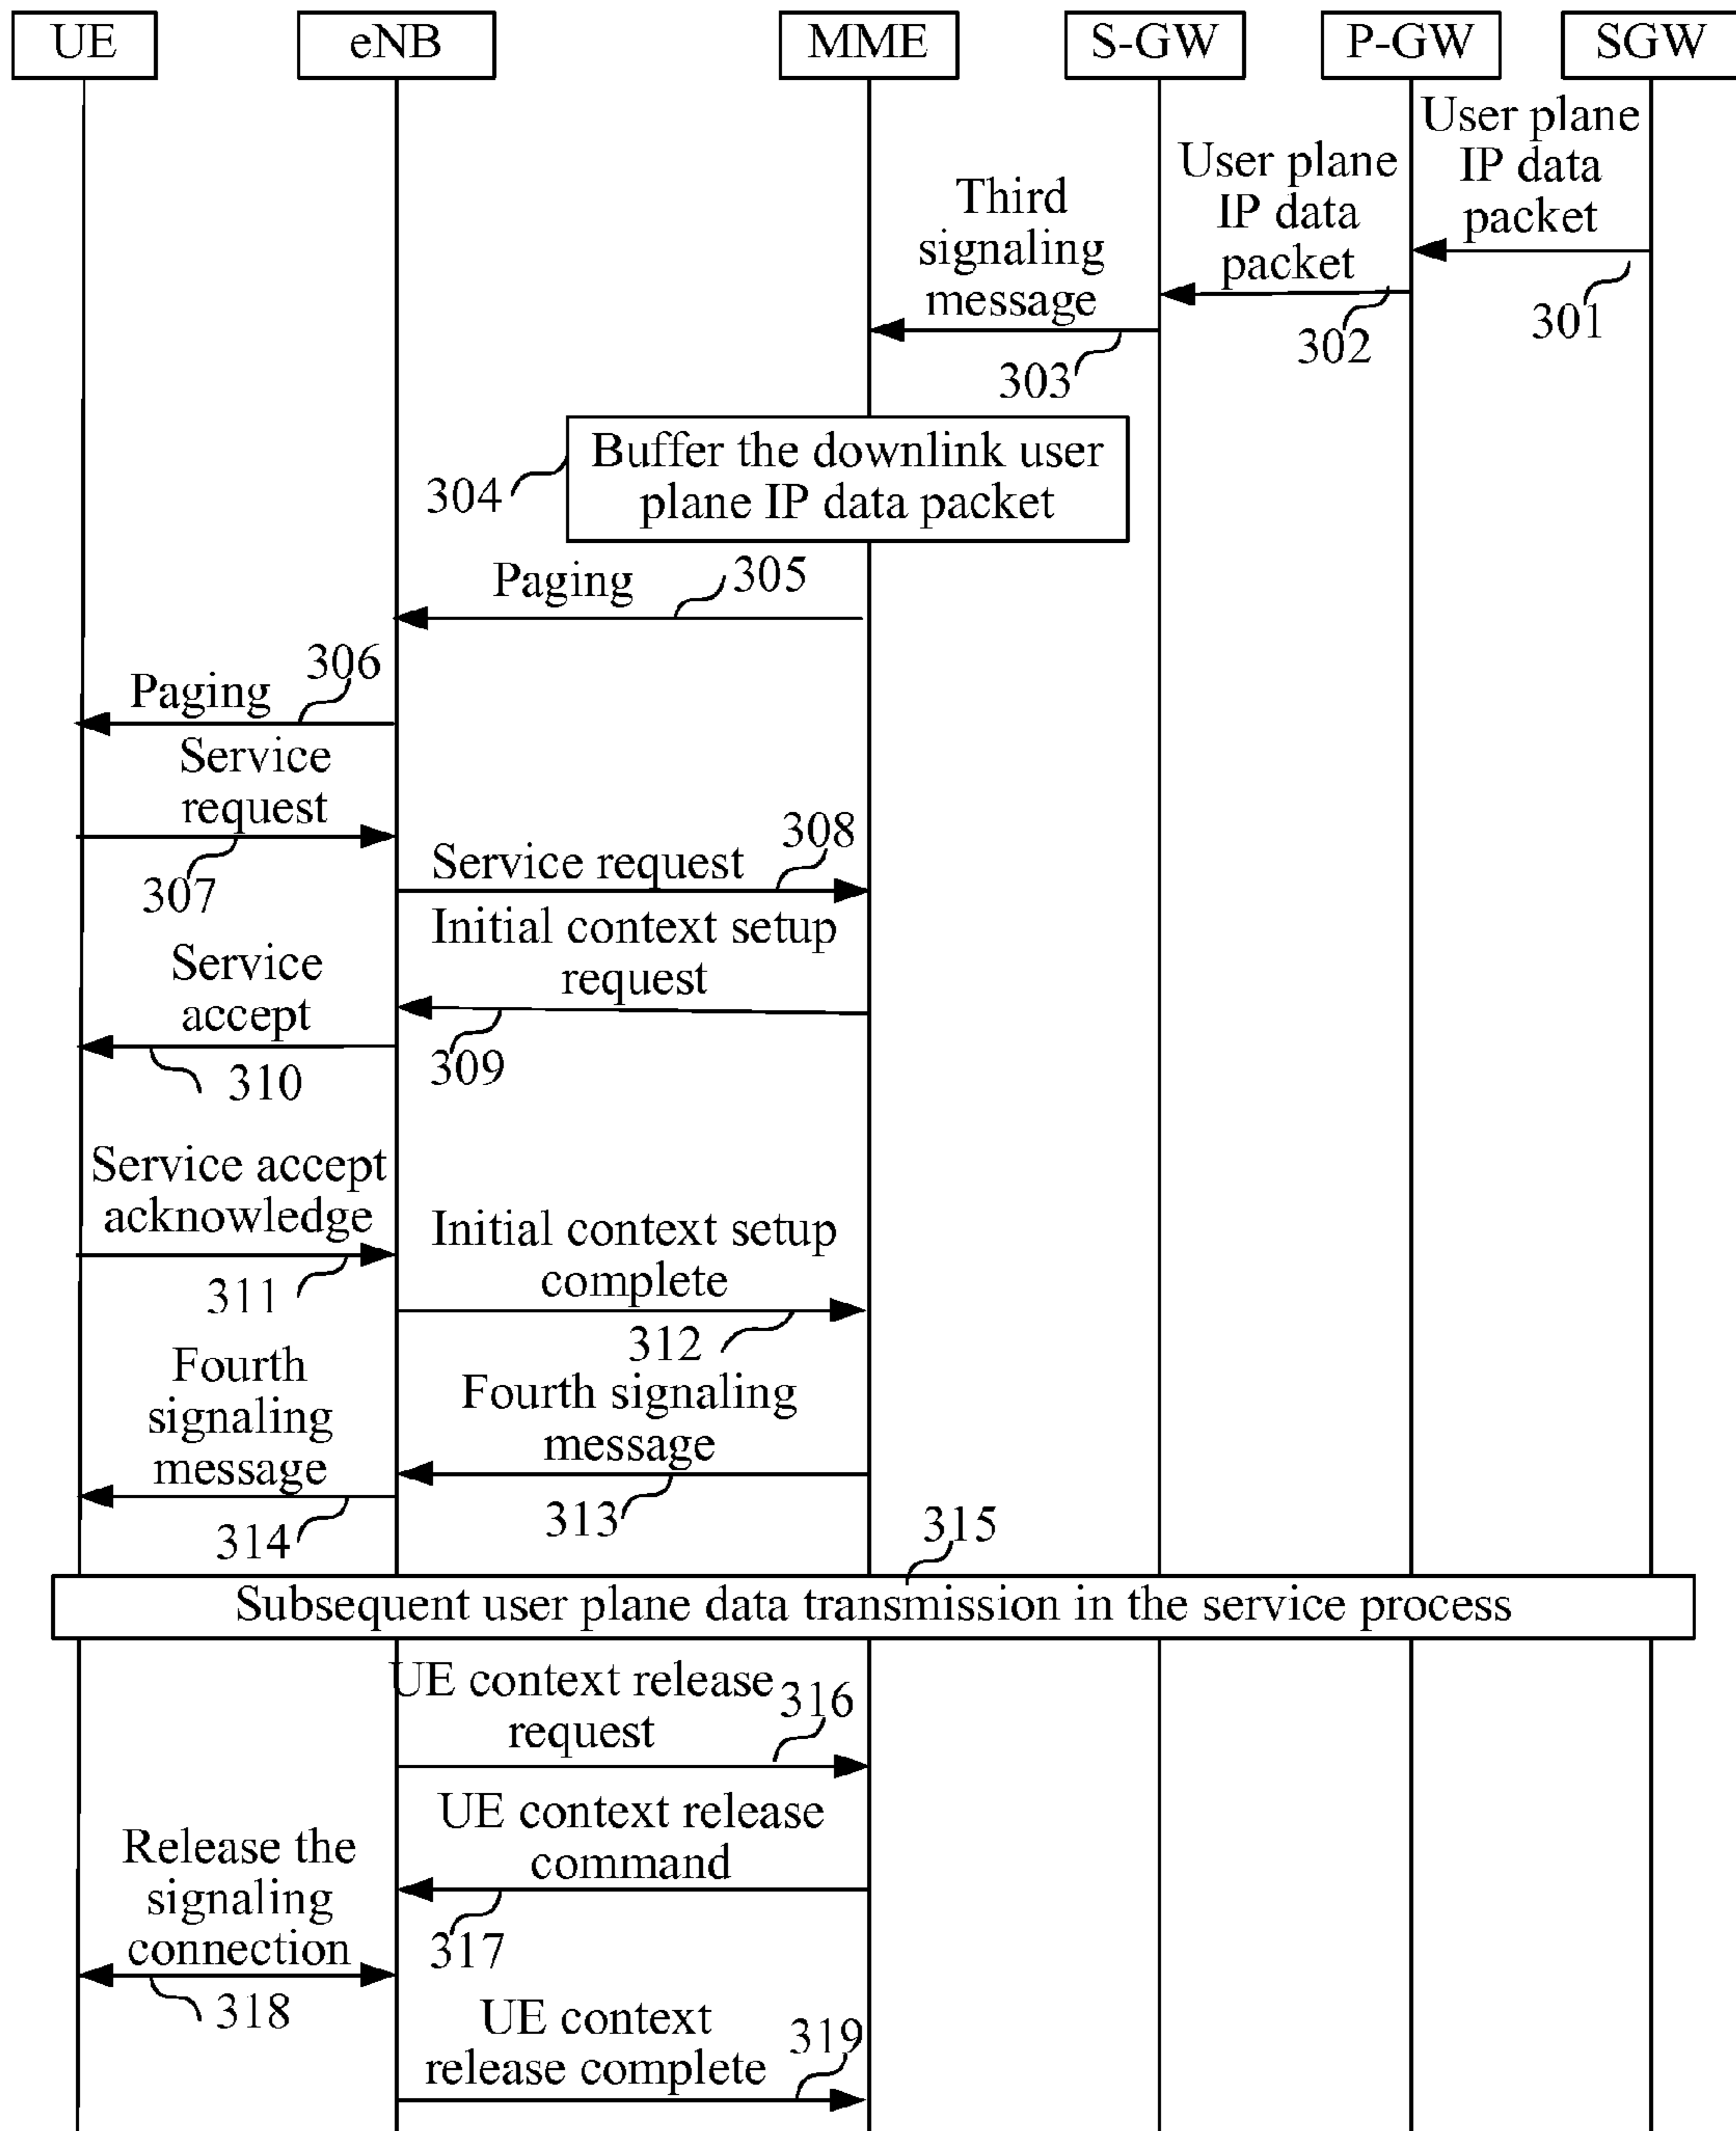 UE
eNB
MME
S-GW
P-GW
SGW
User plane
IP data
packet
301
User plane
IP data
packet
302
Third
signaling
message
303
Buffer the downlink user
plane IP data packet
304
Paging
305
Paging
306
Service
request
307
Service request
308
Initial context setup
request
309
Service
accept
310
Service accept
acknowledge
311
Initial context setup
complete
312
Fourth signaling
message
313
Fourth
signaling
message
314
315
Subsequent user plane data transmission in the service process
UE context release
request
316
UE context release
command
317
Release the
signaling
connection
318
UE context
release complete
319